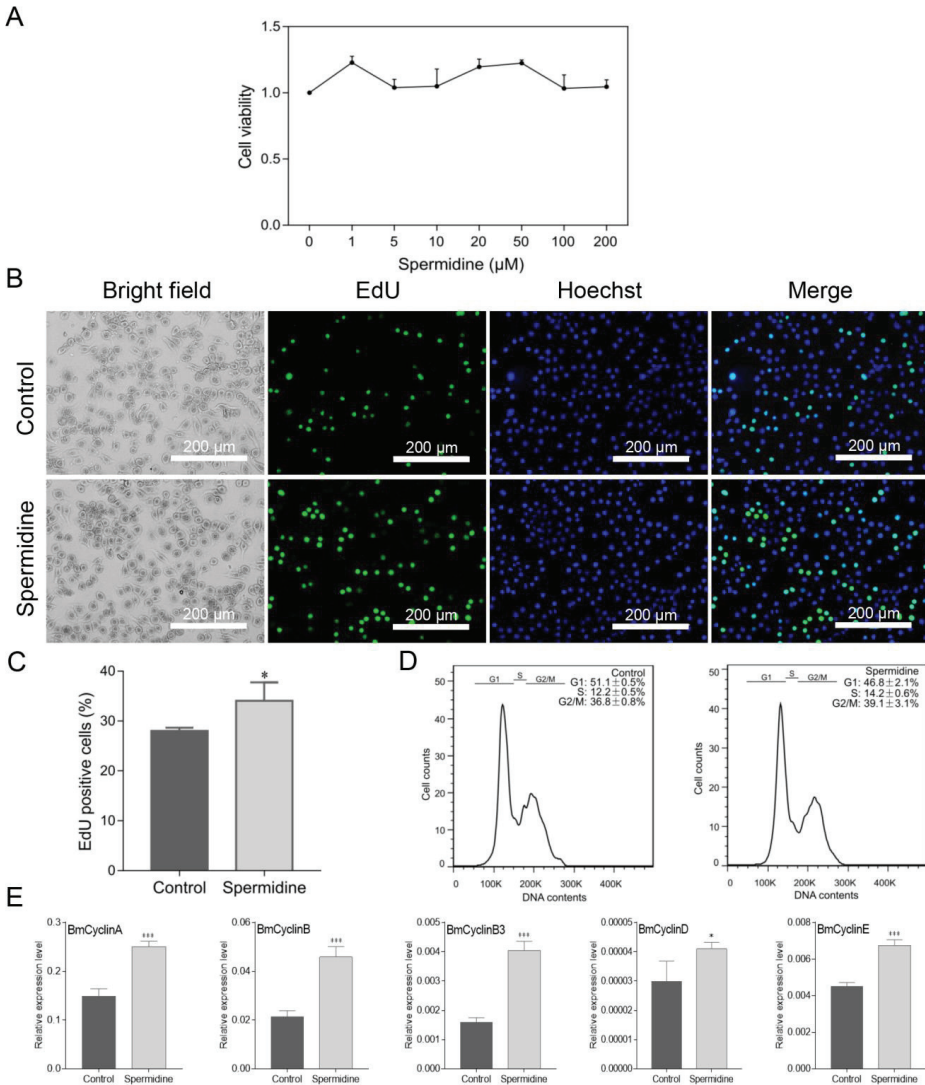 A
1.5
1.0
0.5
0.0
Cell viability
0 1 5 10 20 50 100 200
Spermidine (μM)
B
Bright field EdU Hoechst Merge
Control
200 μm 200 μm 200 μm 200 μm
Spermidine
200 μm 200 μm 200 μm 200 μm
C
EdU positive cells (%)
40
30
20
10
0
*
Control Spermidine
D
Cell counts
50
40
30
20
10
0
G1 S G2/M
Control
G1: 51.1±0.5%
S: 12.2±0.5%
G2/M: 36.8±0.8%
0 100K 200K 300K 400K
DNA contents
Cell counts
50
40
30
20
10
0
G1 S G2/M
Spermidine
G1: 46.8±2.1%
S: 14.2±0.6%
G2/M: 39.1±3.1%
0 100K 200K 300K 400K
DNA contents
E
Relative expression level
0.3
0.2
0.1
0.0
BmCyclinA
***
Control Spermidine
Relative expression level
0.06
0.04
0.02
0.00
BmCyclinB
***
Control Spermidine
Relative expression level
0.005
0.004
0.003
0.002
0.001
0.000
BmCyclinB3
***
Control Spermidine
Relative expression level
0.00005
0.00004
0.00003
0.00002
0.00001
0.00000
BmCyclinD
*
Control Spermidine
Relative expression level
0.008
0.006
0.004
0.002
0.000
BmCyclinE
***
Control Spermidine